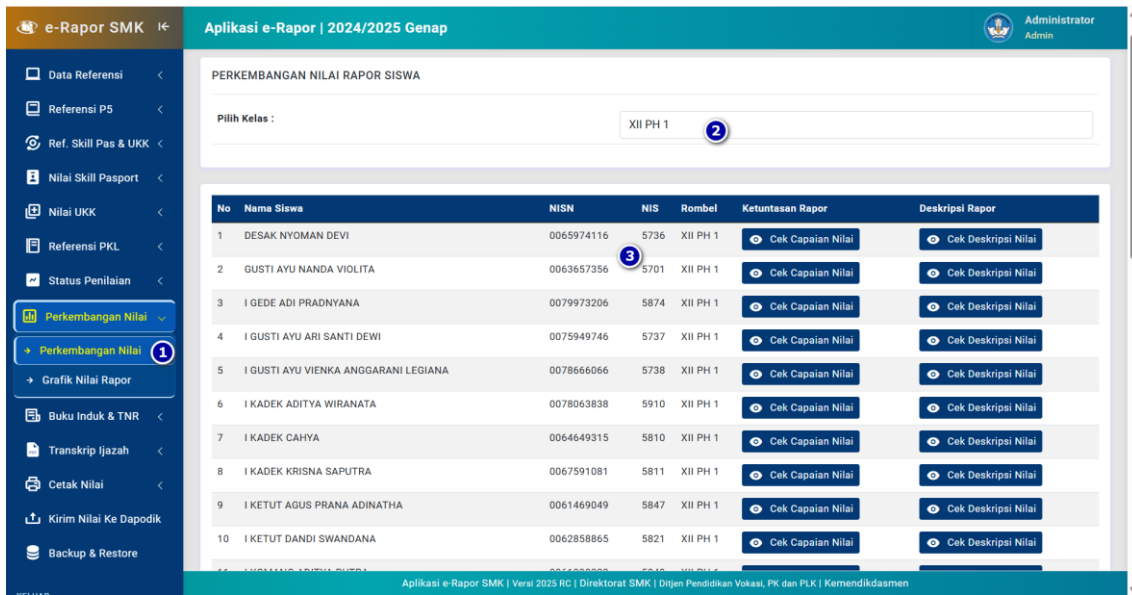 e-Rapor SMK
Aplikasi e-Rapor | 2024/2025 Genap
Administrator
Admin
Data Referensi
Referensi P5
Ref. Skill Pas & UKK
Nilai Skill Pasport
Nilai UKK
Referensi PKL
Status Penilaian
Perkembangan Nilai
Perkembangan Nilai 1
Grafik Nilai Rapor
Buku Induk & TNR
Transkrip Ijazah
Cetak Nilai
Kirim Nilai Ke Dapodik
Backup & Restore
PERKEMBANGAN NILAI RAPOR SISWA
Pilih Kelas : XII PH 1 2
No Nama Siswa NISN NIS Rombel Ketuntasan Rapor Deskripsi Rapor
1 DESAK NYOMAN DEVI 0065974116 5736 XII PH 1 Cek Capaian Nilai Cek Deskripsi Nilai
3
2 GUSTI AYU NANDA VIOLITA 0063657356 5701 XII PH 1 Cek Capaian Nilai Cek Deskripsi Nilai
3 I GEDE ADI PRADNYANA 0079973206 5874 XII PH 1 Cek Capaian Nilai Cek Deskripsi Nilai
4 I GUSTI AYU ARI SANTI DEWI 0075949746 5737 XII PH 1 Cek Capaian Nilai Cek Deskripsi Nilai
5 I GUSTI AYU VIENKA ANGGARANI LEGIANA 0078666066 5738 XII PH 1 Cek Capaian Nilai Cek Deskripsi Nilai
6 I KADEK ADITYA WIRANATA 0078063838 5910 XII PH 1 Cek Capaian Nilai Cek Deskripsi Nilai
7 I KADEK CAHYA 0064649315 5810 XII PH 1 Cek Capaian Nilai Cek Deskripsi Nilai
8 I KADEK KRISNA SAPUTRA 0067591081 5811 XII PH 1 Cek Capaian Nilai Cek Deskripsi Nilai
9 I KETUT AGUS PRANA ADINATHA 0061469049 5847 XII PH 1 Cek Capaian Nilai Cek Deskripsi Nilai
10 I KETUT DANDI SWANDANA 0062858865 5821 XII PH 1 Cek Capaian Nilai Cek Deskripsi Nilai
Aplikasi e-Rapor SMK | Versi 2025 RC | Direktorat SMK | Ditjen Pendidikan Vokasi, PK dan PLK | Kemendikdasmen